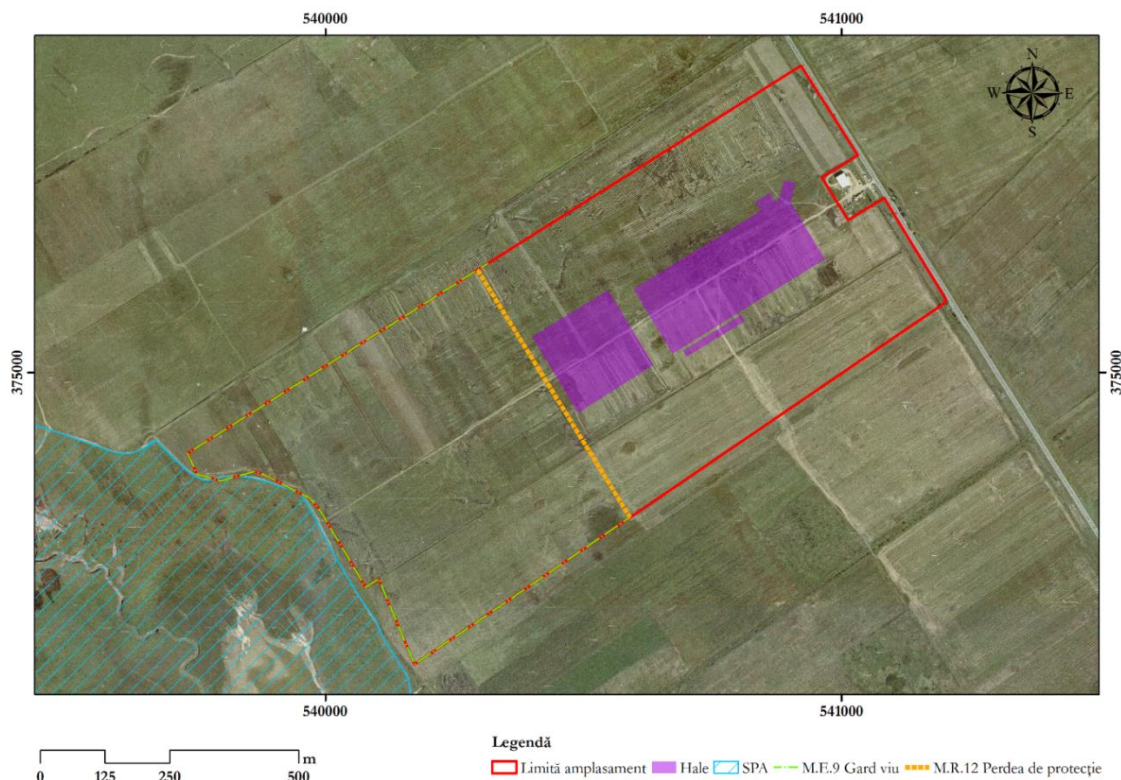 540000
541000
N
W E
S
375000
375000
540000
541000
0 125 250 500 m
Legendă
Limită amplasament Hale SPA M.E.9 Gard viu M.R.12 Perdea de protecție